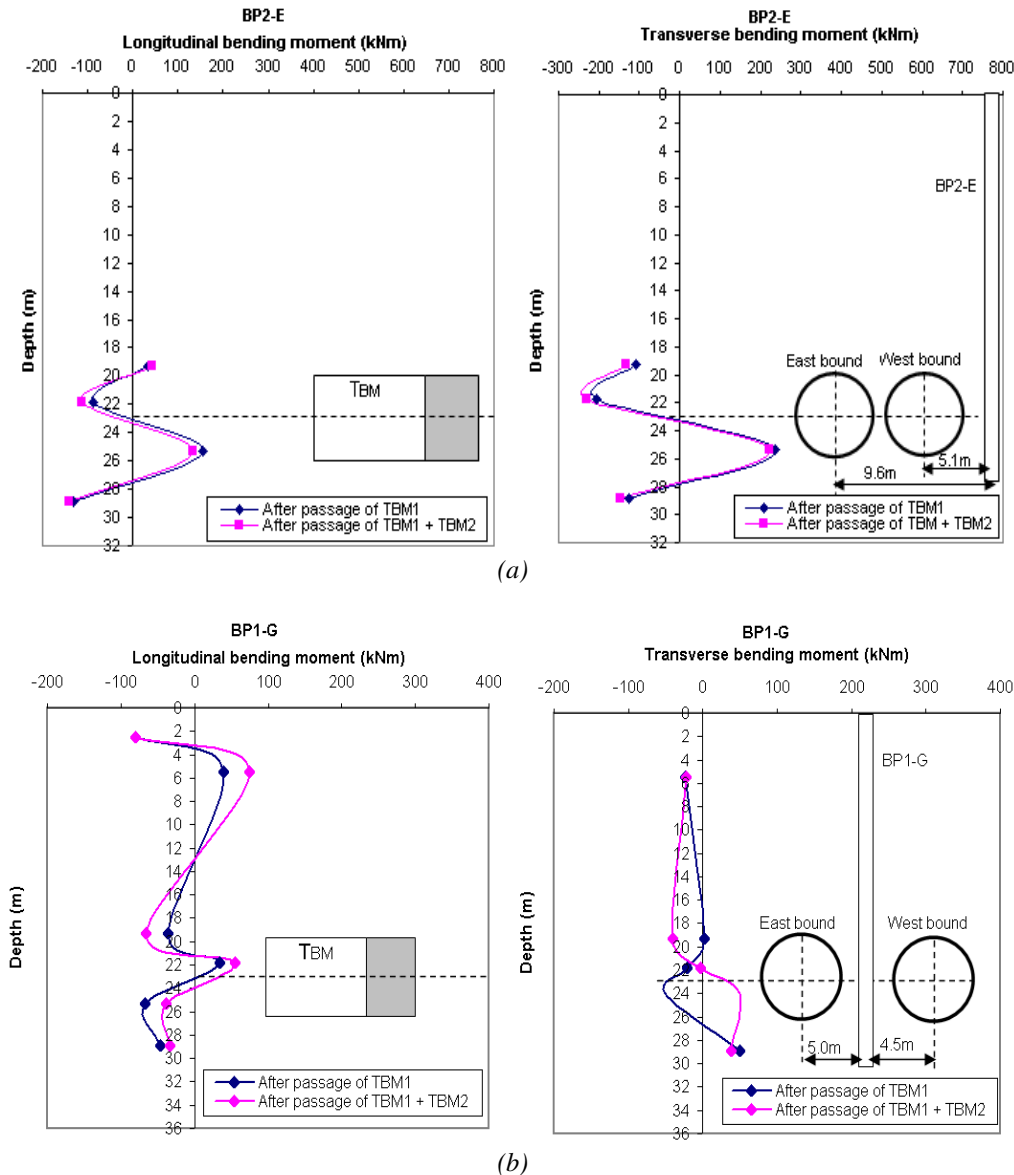 BP2-E
Longitudinal bending moment (kNm)
-200 -100 0 100 200 300 400 500 600 700 800
0
2
4
6
8
10
12
14
16
18
20
22
24
26
28
30
32
Depth (m)
TBM
After passage of TBM1
After passage of TBM1 + TBM2
BP2-E
Transverse bending moment (kNm)
-300 -200 -100 0 100 200 300 400 500 600 700 800
0
2
4
6
8
10
12
14
16
18
20
22
24
26
28
30
32
Depth (m)
BP2-E
East bound
West bound
5.1m
9.6m
After passage of TBM1
After passage of TBM + TBM2
(a)
BP1-G
Longitudinal bending moment (kNm)
-200 -100 0 100 200 300 400
0
2
4
6
8
10
12
14
16
18
20
22
24
26
28
30
32
34
36
Depth (m)
TBM
After passage of TBM1
After passage of TBM1 + TBM2
BP1-G
Transverse bending moment (kNm)
-200 -100 0 100 200 300 400
0
2
4
6
8
10
12
14
16
18
20
22
24
26
28
30
32
34
36
Depth (m)
BP1-G
East bound
West bound
5.0m
4.5m
After passage of TBM1
After passage of TBM1 + TBM2
(b)